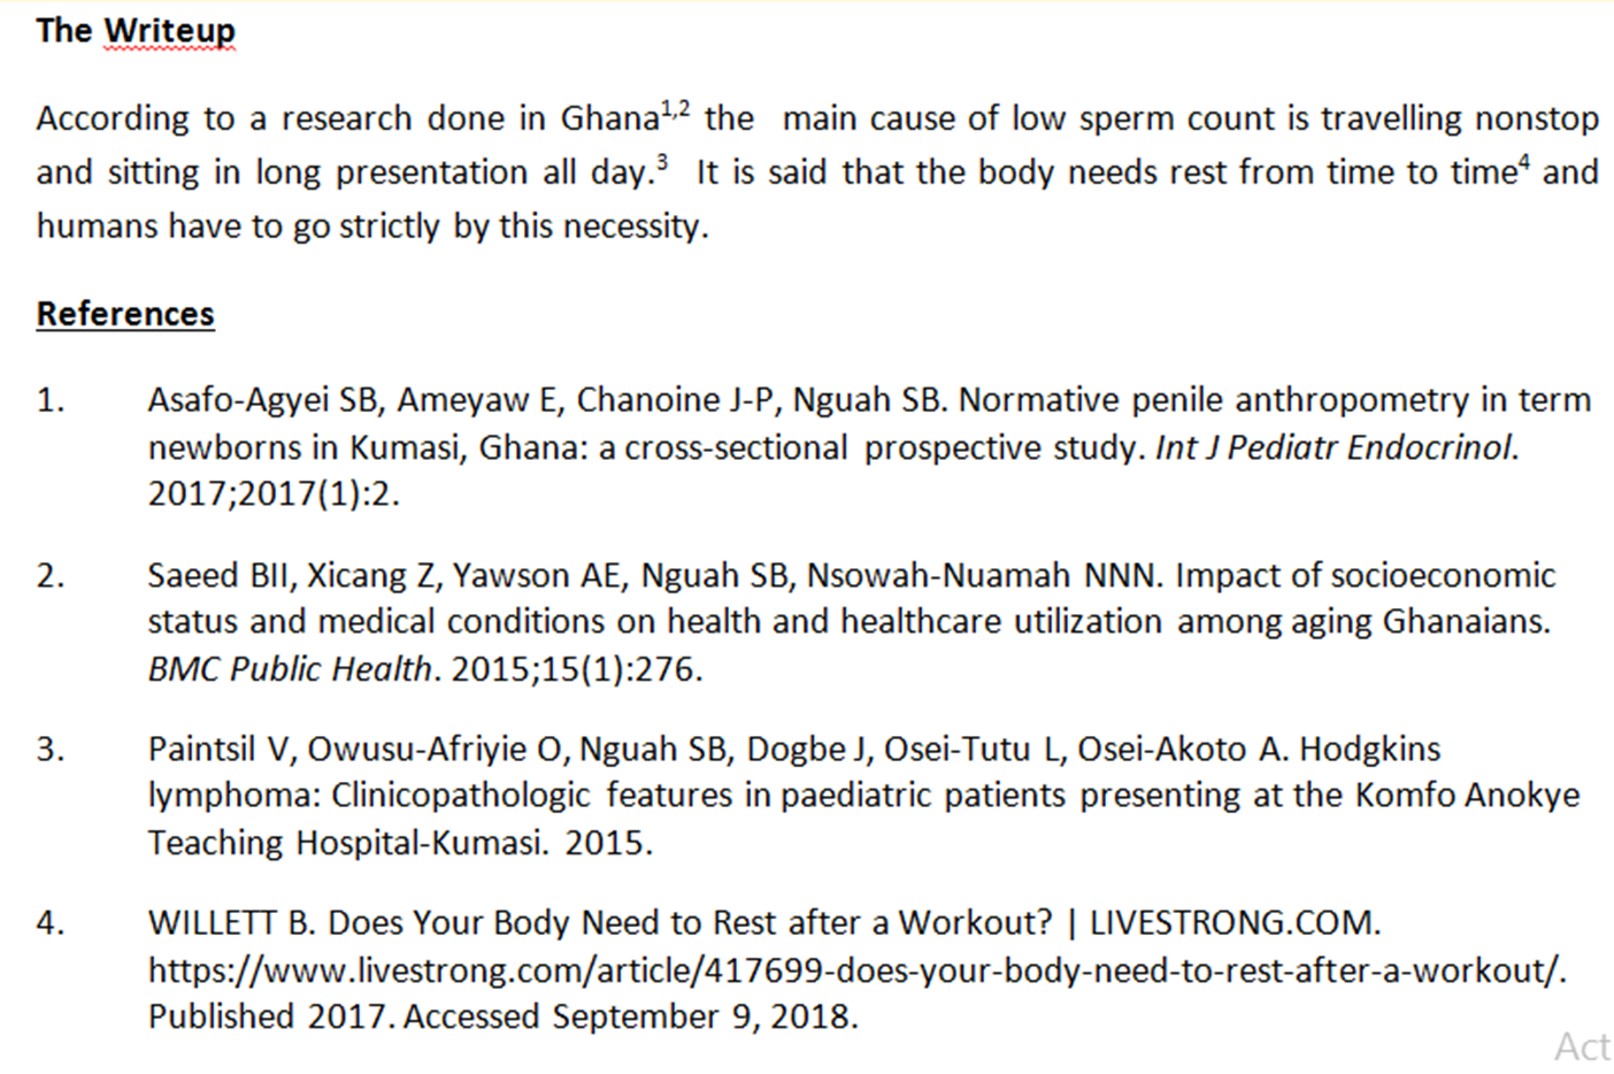 The Writeup
According to a research done in Ghana1,2 the main cause of low sperm count is travelling nonstop
and sitting in long presentation all day.3 It is said that the body needs rest from time to time4 and
humans have to go strictly by this necessity.
References
1. Asafo-Agyei SB, Ameyaw E, Chanoine J-P, Nguah SB. Normative penile anthropometry in term
newborns in Kumasi, Ghana: a cross-sectional prospective study. Int J Pediatr Endocrinol.
2017;2017(1):2.
2. Saeed BII, Xicang Z, Yawson AE, Nguah SB, Nsowah-Nuamah NNN. Impact of socioeconomic
status and medical conditions on health and healthcare utilization among aging Ghanaians.
BMC Public Health. 2015;15(1):276.
3. Paintsil V, Owusu-Afriyie O, Nguah SB, Dogbe J, Osei-Tutu L, Osei-Akoto A. Hodgkins
lymphoma: Clinicopathologic features in paediatric patients presenting at the Komfo Anokye
Teaching Hospital-Kumasi. 2015.
4. WILLETT B. Does Your Body Need to Rest after a Workout? | LIVESTRONG.COM.
https://www.livestrong.com/article/417699-does-your-body-need-to-rest-after-a-workout/.
Published 2017. Accessed September 9, 2018.
Act